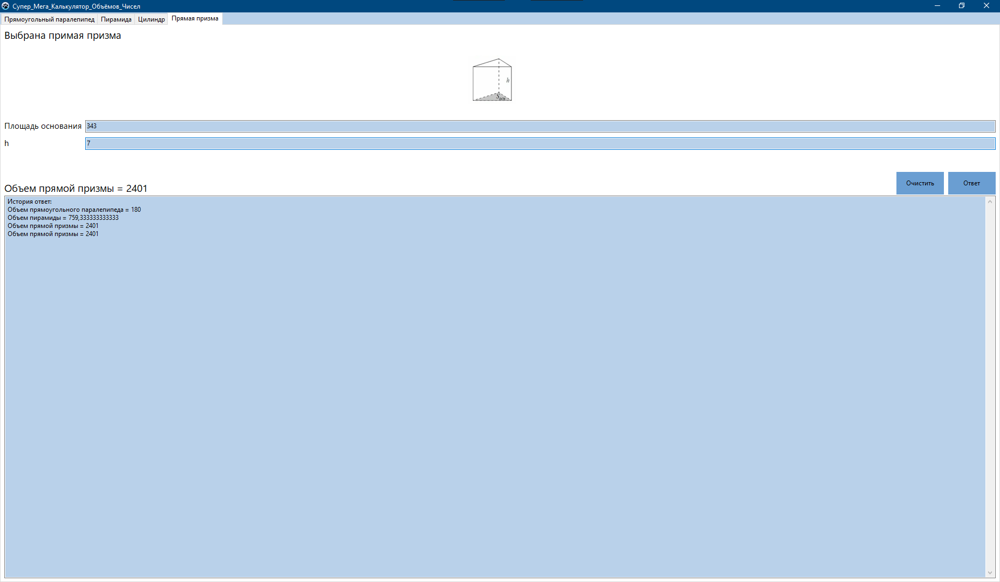 Супер_Мега_Калькулятор_Объёмов_Чисел
Прямоугольный паралепипед Пирамида Цилиндр Прямая призма
Выбрана примая призма
h
Sосн
Площадь основания 343
h 7
Объем прямой призмы = 2401
Очистить Ответ
История ответ:
Объем прямоугольного паралепипеда = 180
Объем пирамиды = 759,333333333333
Объем прямой призмы = 2401
Объем прямой призмы = 2401